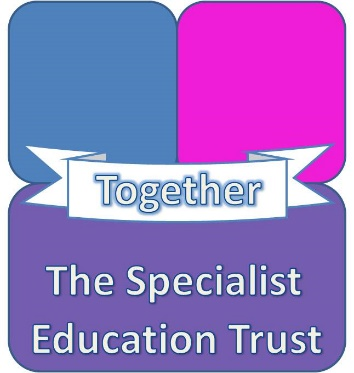 Together
The Specialist
Education Trust